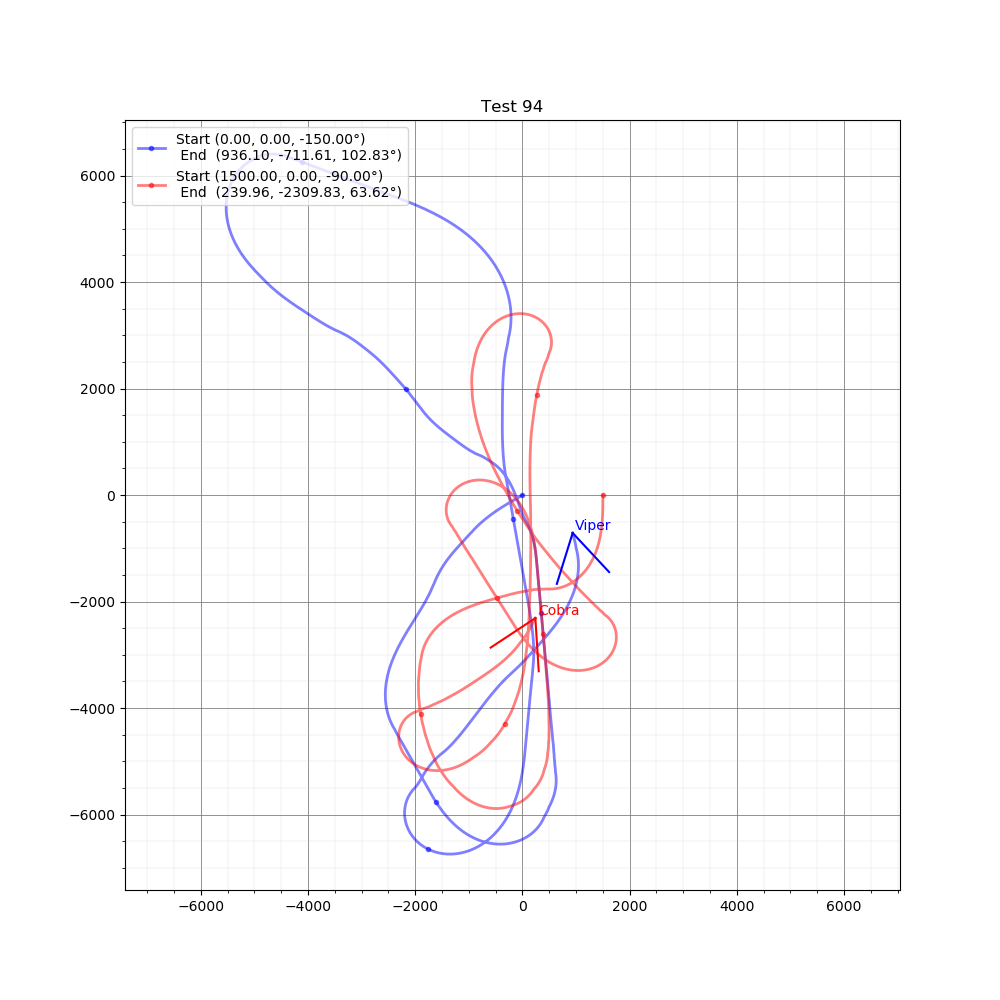 Test 94
Start (0.00, 0.00, -150.00°)
End (936.10, -711.61, 102.83°)
Start (1500.00, 0.00, -90.00°)
End (239.96, -2309.83, 63.62°)
6000
4000
2000
0
−2000
−4000
−6000
Viper
Cobra
−6000 −4000 −2000 0 2000 4000 6000